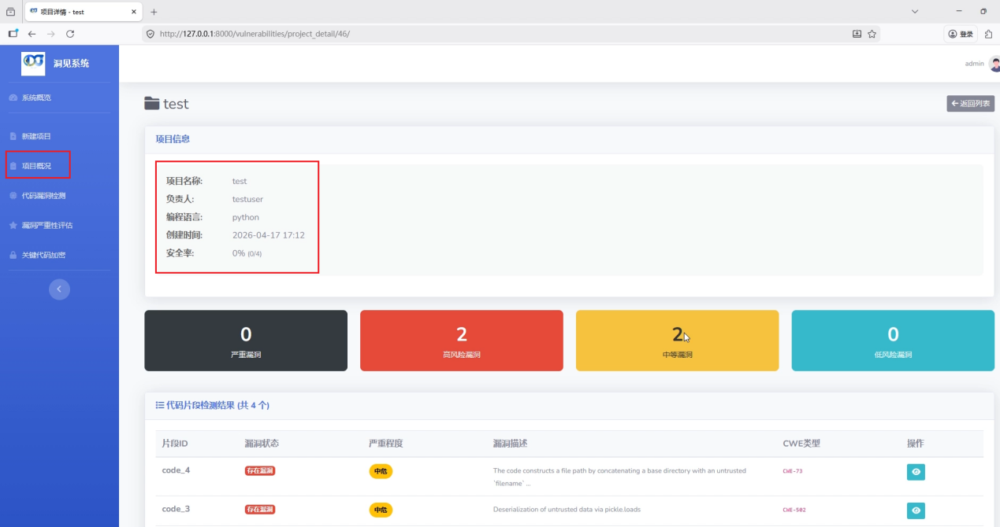 项目详情 - test
http://127.0.0.1:8000/vulnerabilities/project_detail/46/
登录
洞见系统
admin
系统概览
test
返回列表
新建项目
项目信息
项目概况
项目名称: test
负责人: testuser
代码漏洞检测
编程语言: python
漏洞严重性评估
创建时间: 2026-04-17 17:12
安全率: 0% (0/4)
关键代码加密
0
2
2
0
严重漏洞
高风险漏洞
中等漏洞
低风险漏洞
代码片段检测结果 (共 4 个)
片段ID 漏洞状态 严重程度 漏洞描述 CWE类型 操作
code_4 存在漏洞 中危 The code constructs a file path by concatenating a base directory with an untrusted CWE-73
`filename` ...
code_3 存在漏洞 中危 Deserialization of untrusted data via pickle.loads CWE-502